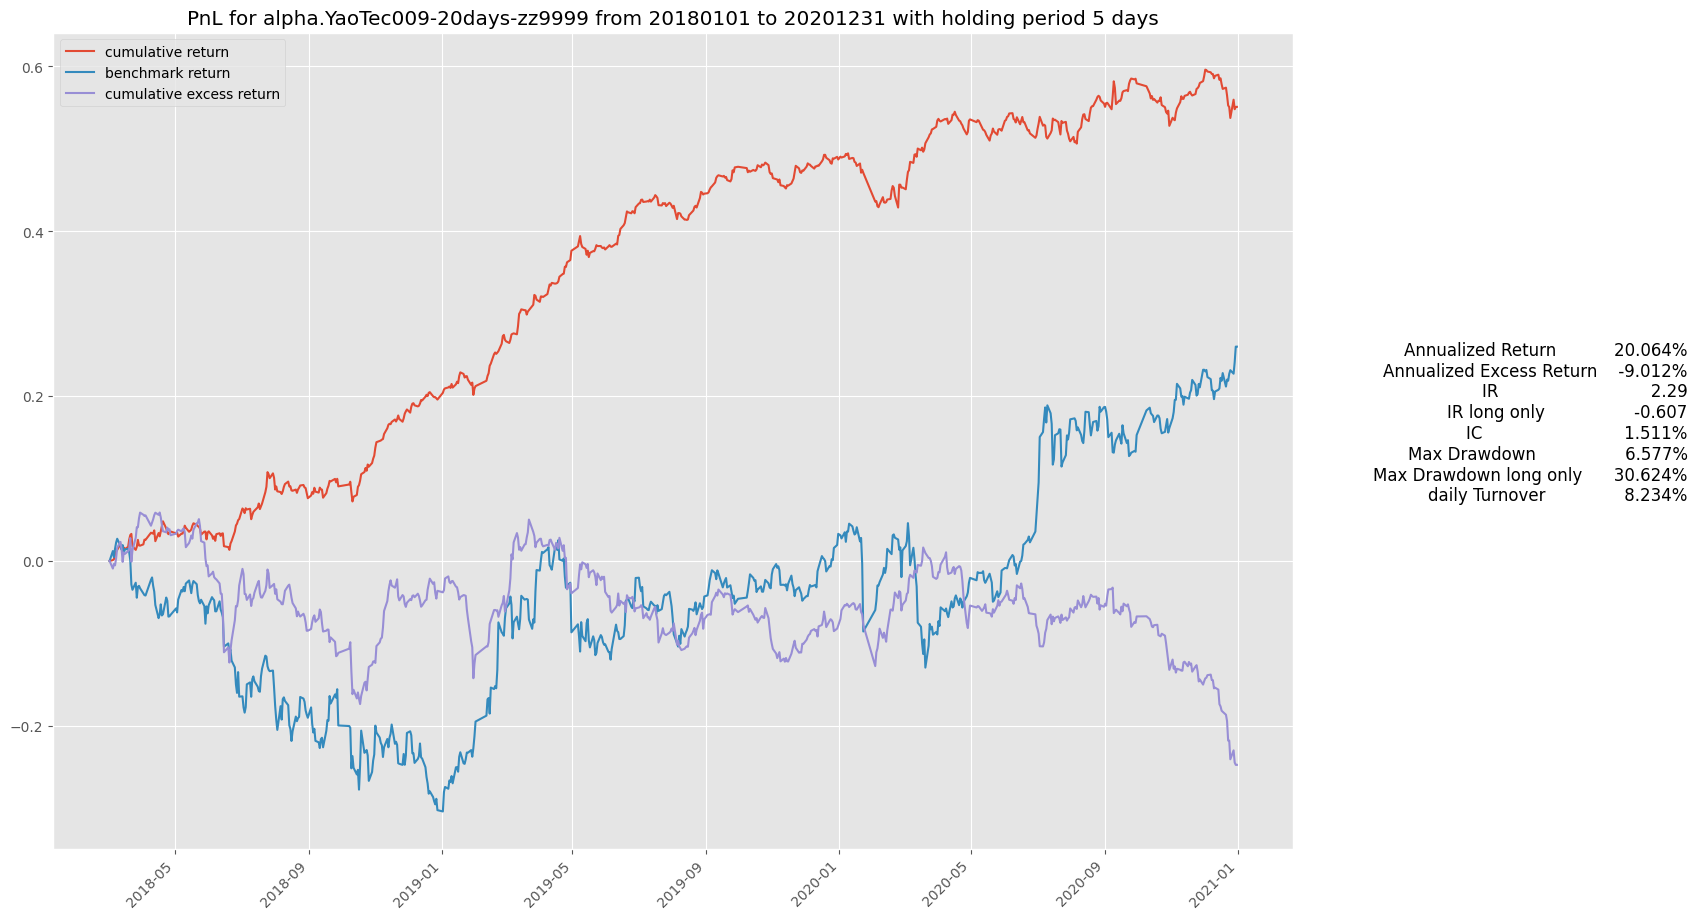 PnL for alpha.YaoTec009-20days-zz9999 from 20180101 to 20201231 with holding period 5 days
cumulative return
benchmark return
cumulative excess return
0.6
0.4
0.2
0.0
−0.2
2018-05
2018-09
2019-01
2019-05
2019-09
2020-01
2020-05
2020-09
2021-01
Annualized Return 20.064%
Annualized Excess Return -9.012%
IR 2.29
IR long only -0.607
IC 1.511%
Max Drawdown 6.577%
Max Drawdown long only 30.624%
daily Turnover 8.234%